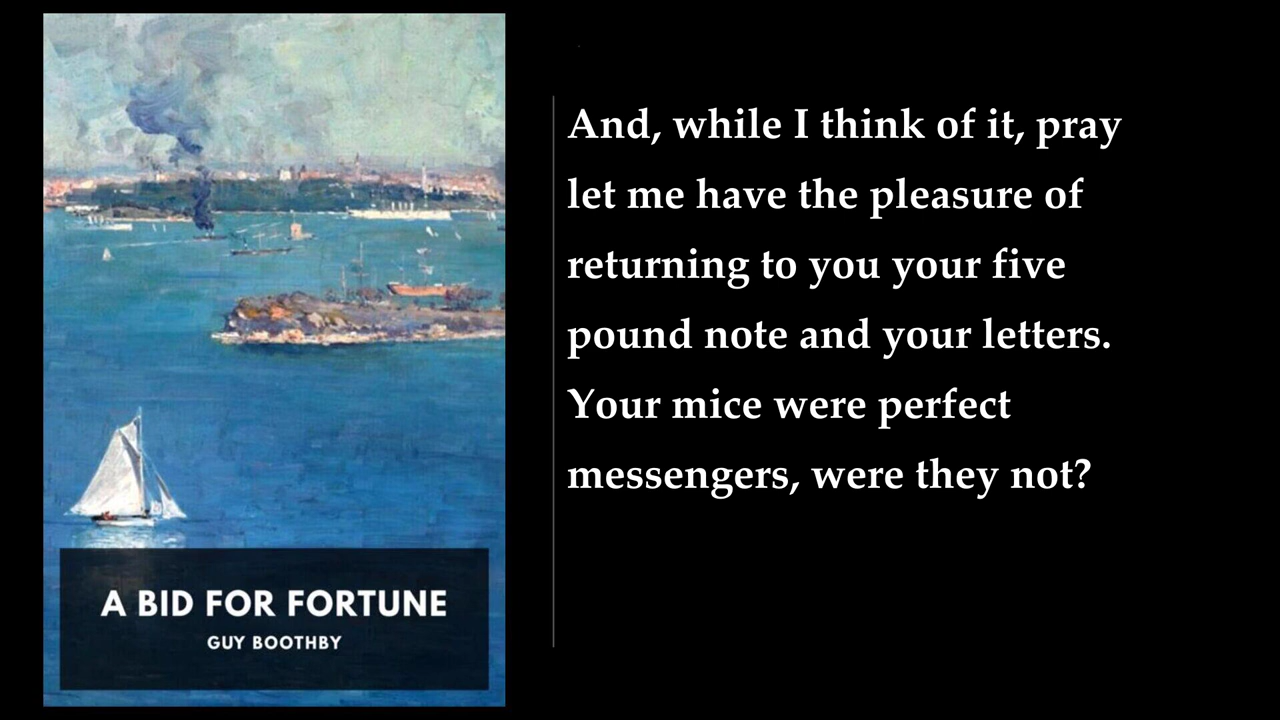 And, while I think of it, pray
let me have the pleasure of
returning to you your five
pound note and your letters.
Your mice were perfect
messengers, were they not?
A BID FOR FORTUNE
GUY BOOTHBY